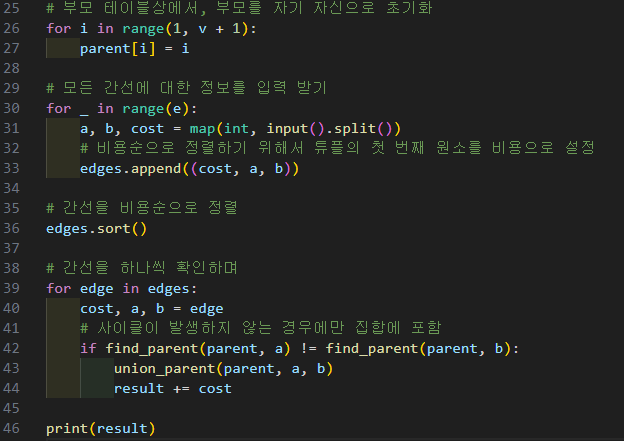 25 # 부모 테이블상에서, 부모를 자기 자신으로 초기화
26 for i in range(1, v + 1):
27     parent[i] = i
28
29 # 모든 간선에 대한 정보를 입력 받기
30 for _ in range(e):
31     a, b, cost = map(int, input().split())
32     # 비용순으로 정렬하기 위해서 튜플의 첫 번째 원소를 비용으로 설정
33     edges.append((cost, a, b))
34
35 # 간선을 비용순으로 정렬
36 edges.sort()
37
38 # 간선을 하나씩 확인하며
39 for edge in edges:
40     cost, a, b = edge
41     # 사이클이 발생하지 않는 경우에만 집합에 포함
42     if find_parent(parent, a) != find_parent(parent, b):
43         union_parent(parent, a, b)
44         result += cost
45
46 print(result)